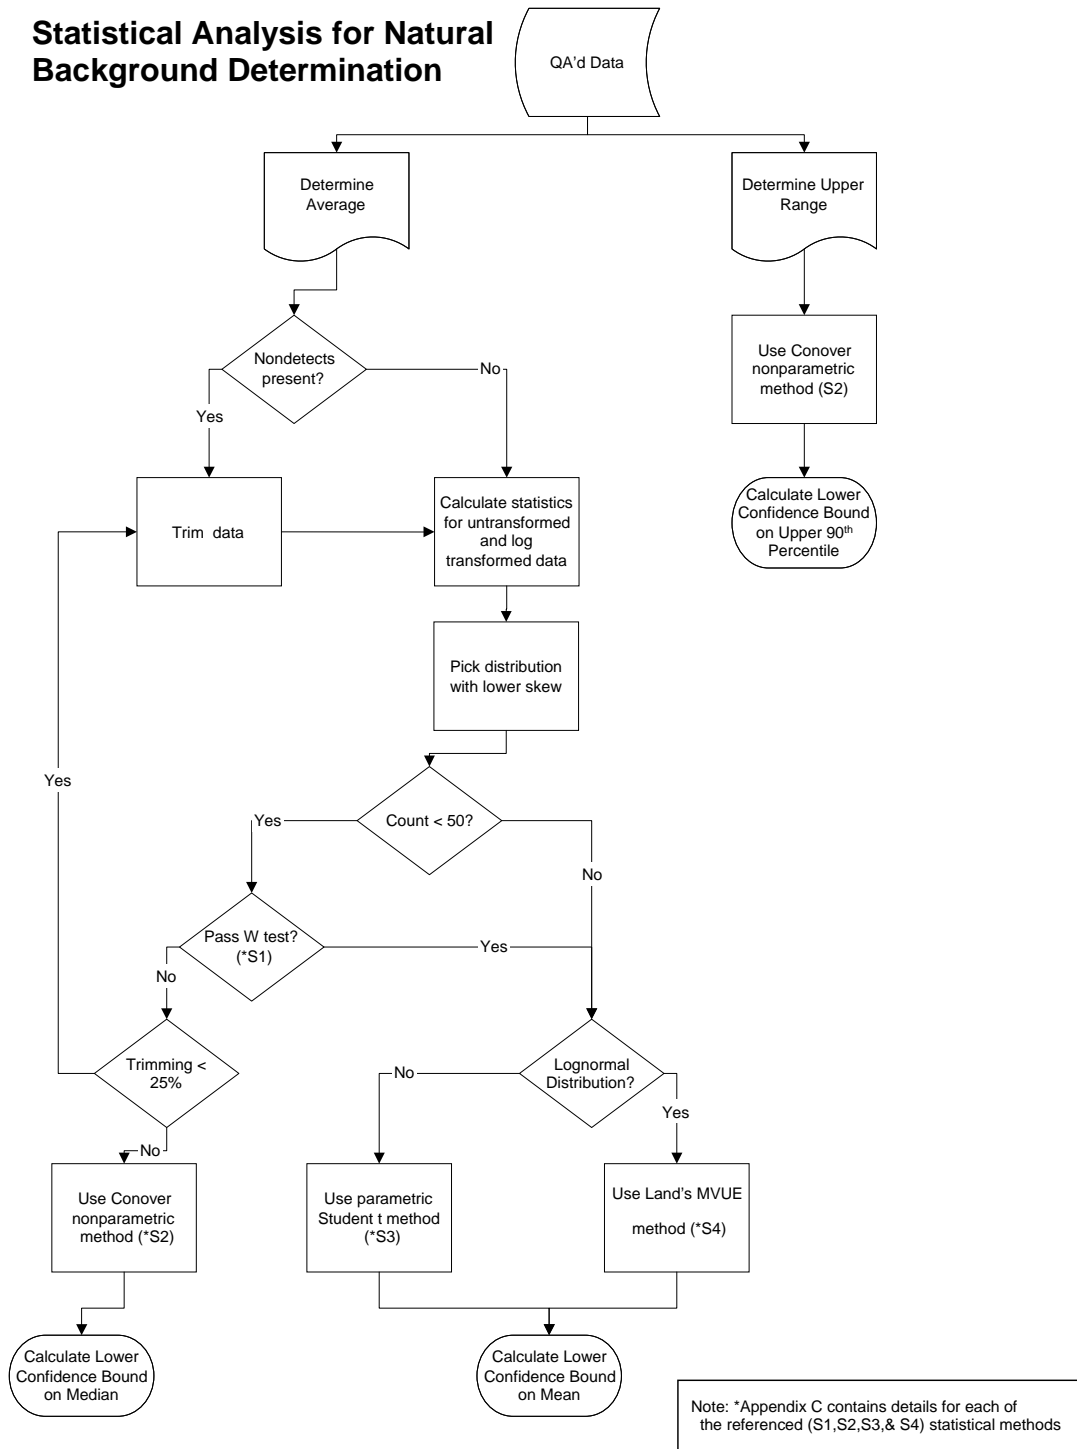 Statistical Analysis for Natural
Background Determination
QA'd Data
Determine
Average
Determine Upper
Range
Nondetects
present?
No
Yes
Use Conover
nonparametric
method (S2)
Trim data
Calculate statistics
for untransformed
and log
transformed data
Calculate Lower
Confidence Bound
on Upper 90th
Percentile
Pick distribution
with lower skew
Yes
Count < 50?
Yes
No
Pass W test?
(*S1)
Yes
No
Trimming <
25%
Lognormal
Distribution?
No
Yes
No
Use Conover
nonparametric
method (*S2)
Use parametric
Student t method
(*S3)
Use Land's MVUE
method (*S4)
Calculate Lower
Confidence Bound
on Median
Calculate Lower
Confidence Bound
on Mean
Note: *Appendix C contains details for each of
the referenced (S1,S2,S3,& S4) statistical methods